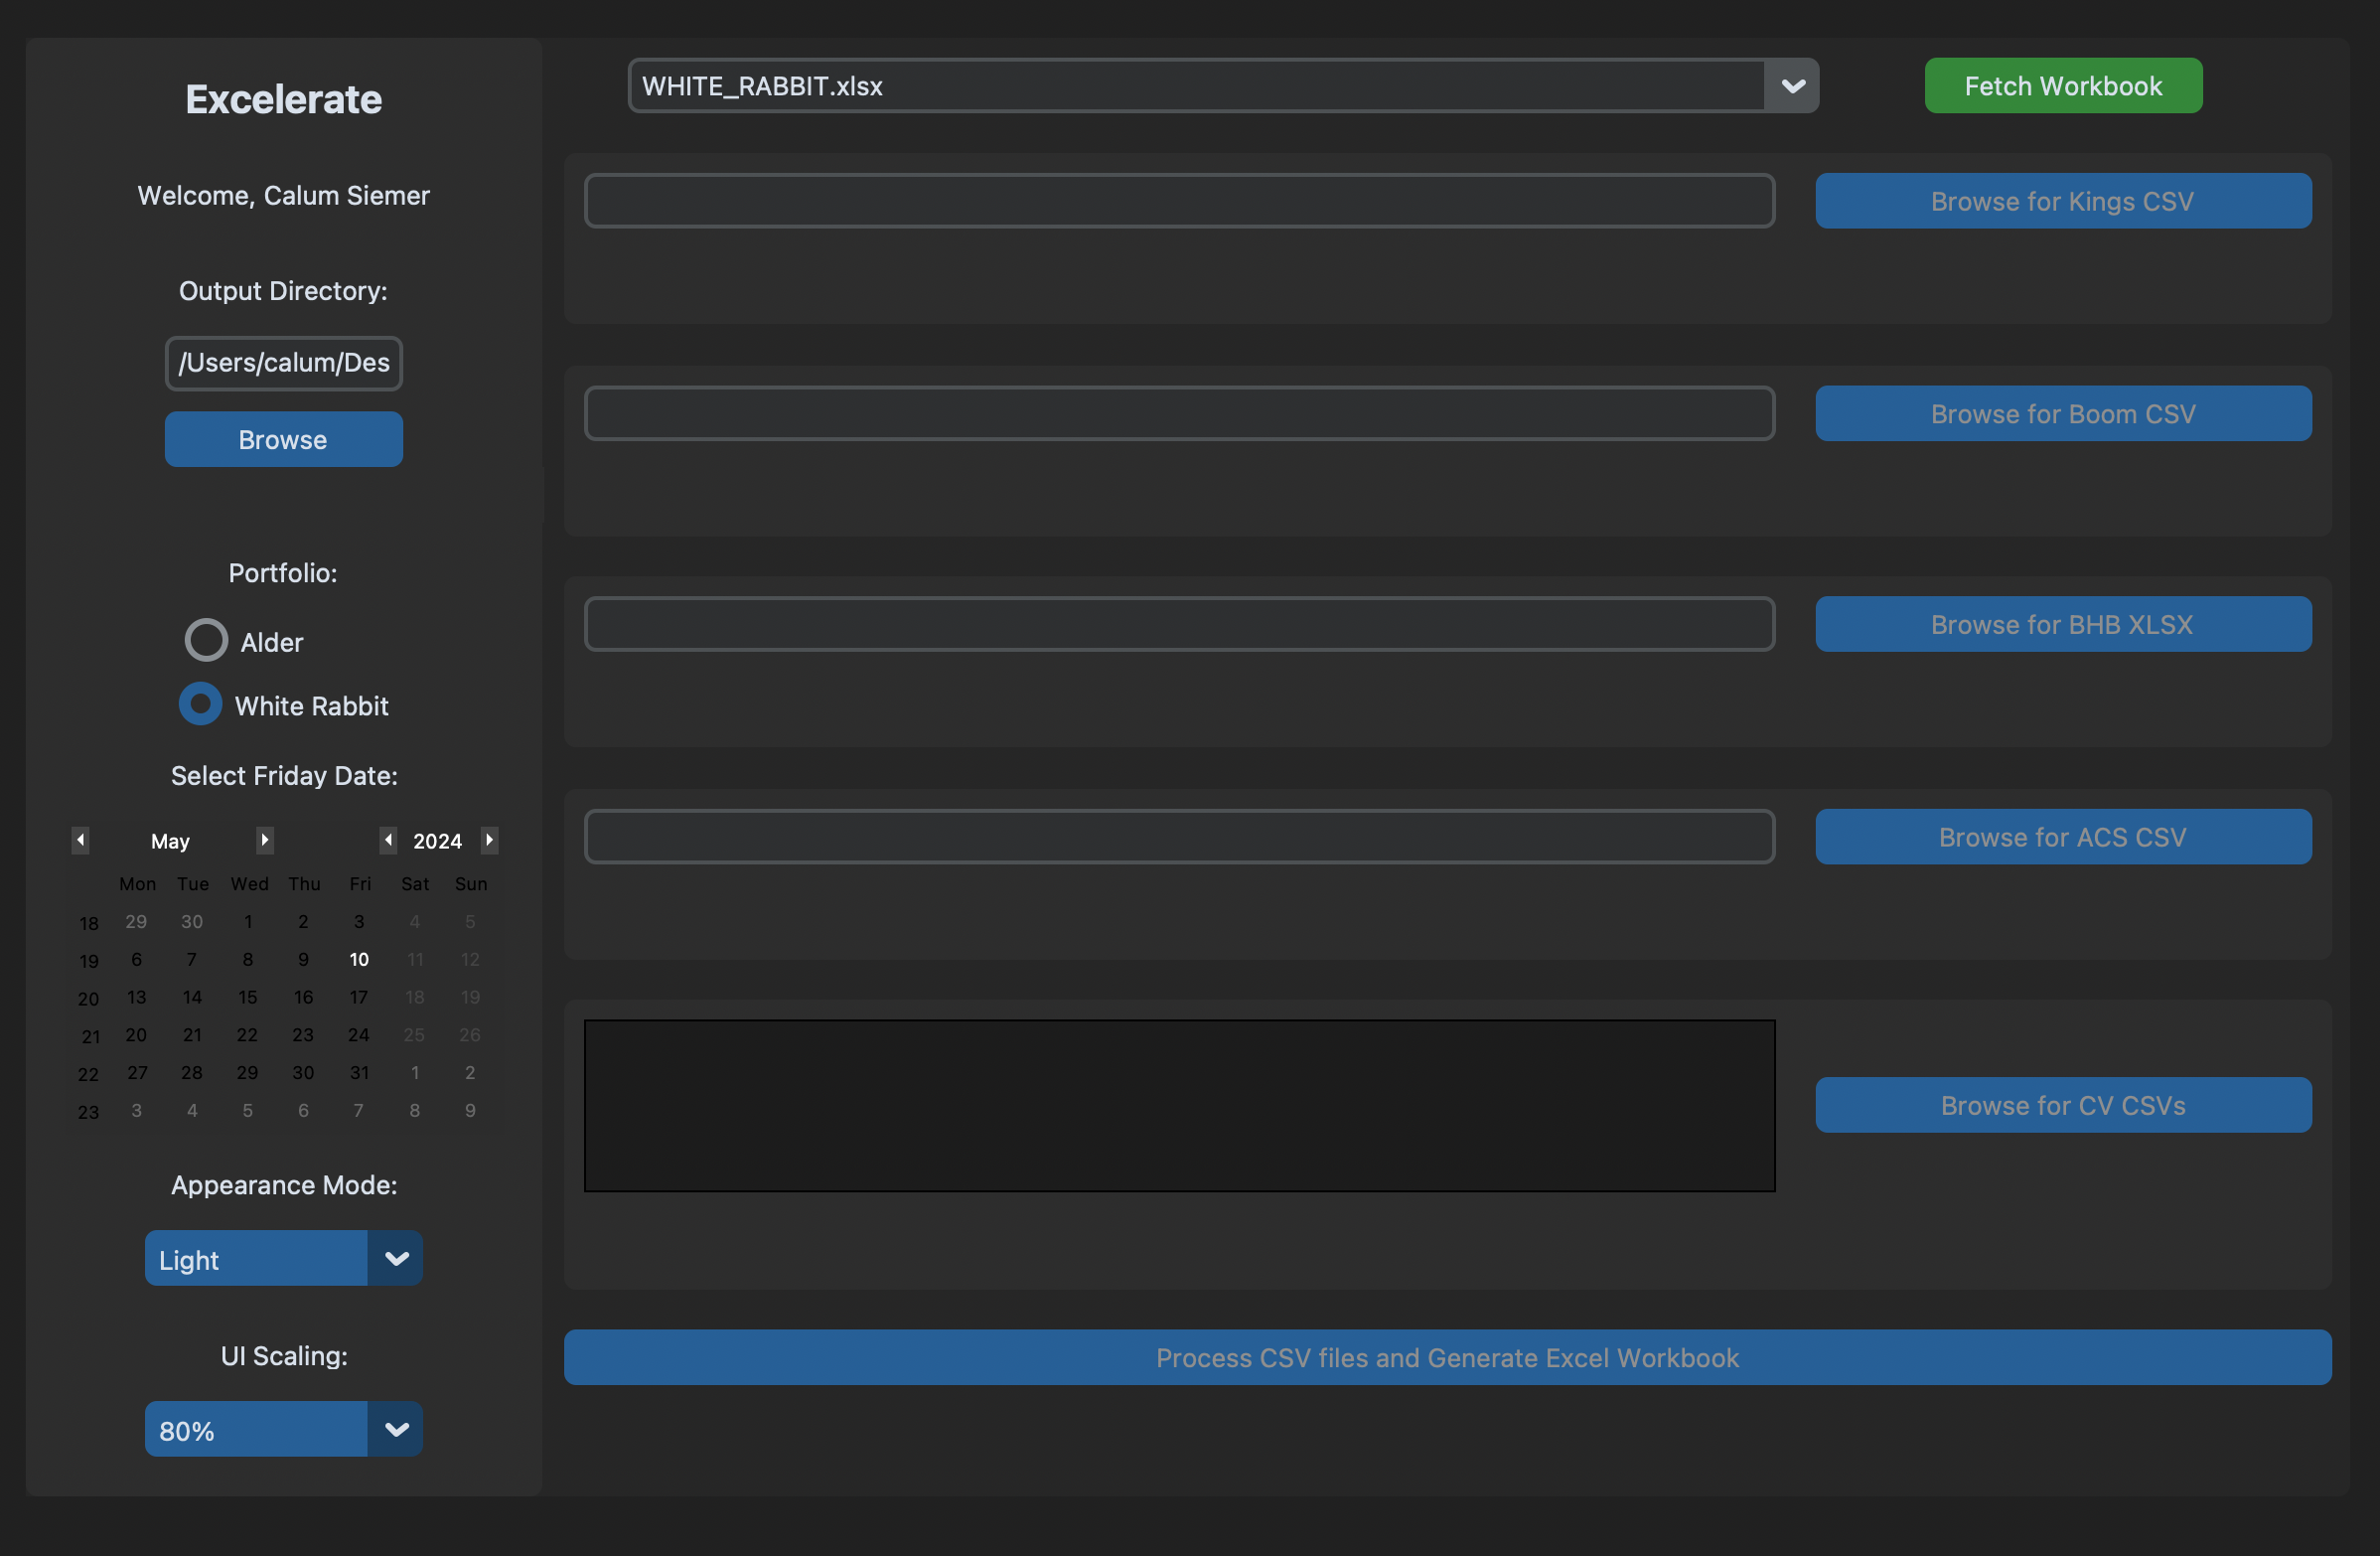 Excelerate
Welcome, Calum Siemer
Output Directory:
/Users/calum/Des
Browse
Portfolio:
Alder
White Rabbit
Select Friday Date:
May 2024
Mon Tue Wed Thu Fri Sat Sun
18 29 30 1 2 3 4 5
19 6 7 8 9 10 11 12
20 13 14 15 16 17 18 19
21 20 21 22 23 24 25 26
22 27 28 29 30 31 1 2
23 3 4 5 6 7 8 9
Appearance Mode:
Light
UI Scaling:
80%
WHITE_RABBIT.xlsx
Fetch Workbook
Browse for Kings CSV
Browse for Boom CSV
Browse for BHB XLSX
Browse for ACS CSV
Browse for CV CSVs
Process CSV files and Generate Excel Workbook